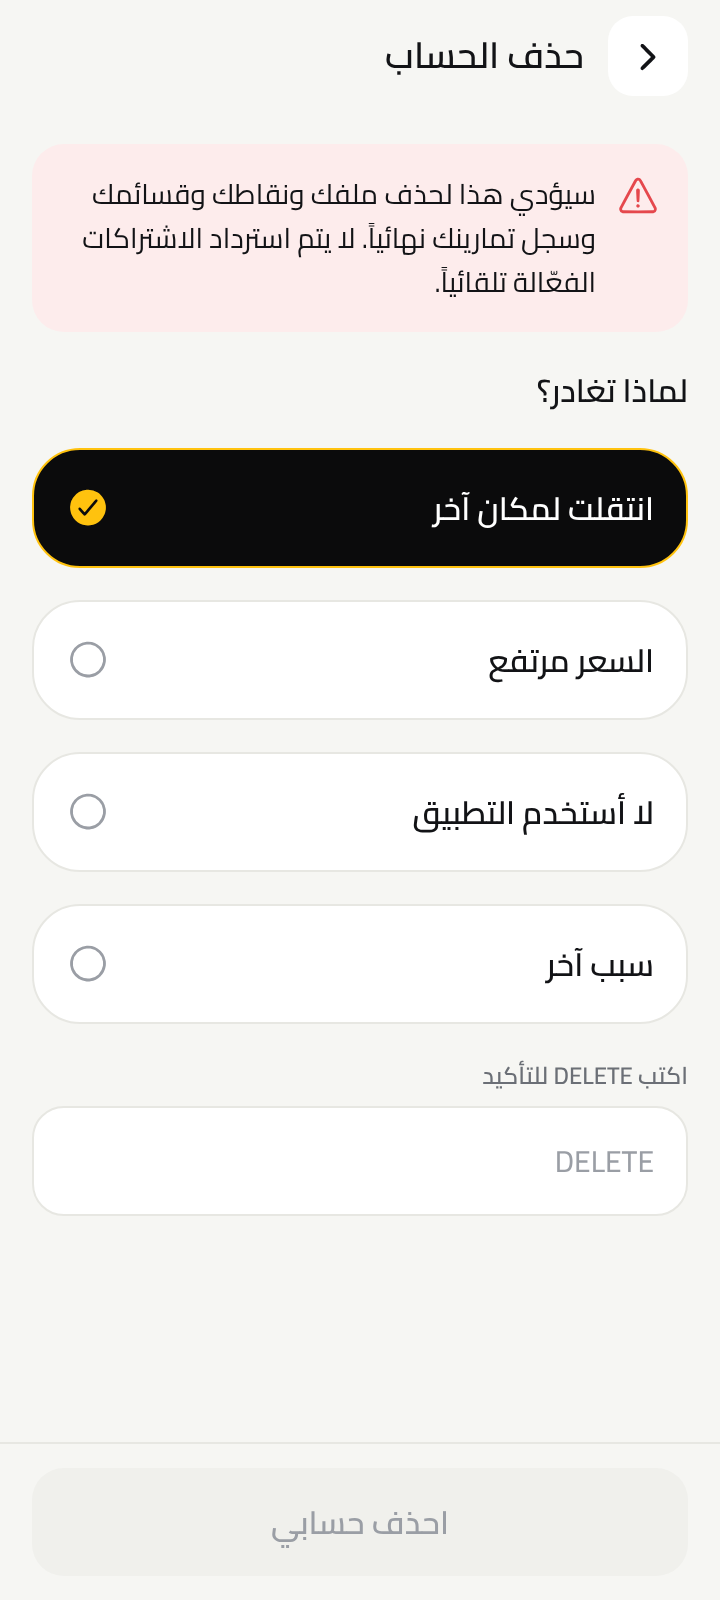 حذف الحساب
سيؤدي هذا لحذف ملفك ونقاطك وقسائمك
وسجل تمارينك نهائياً. لا يتم استرداد الاشتراكات
الفعّالة تلقائياً.
لماذا تغادر؟
انتقلت لمكان آخر
السعر مرتفع
لا أستخدم التطبيق
سبب آخر
اكتب DELETE للتأكيد
DELETE
احذف حسابي